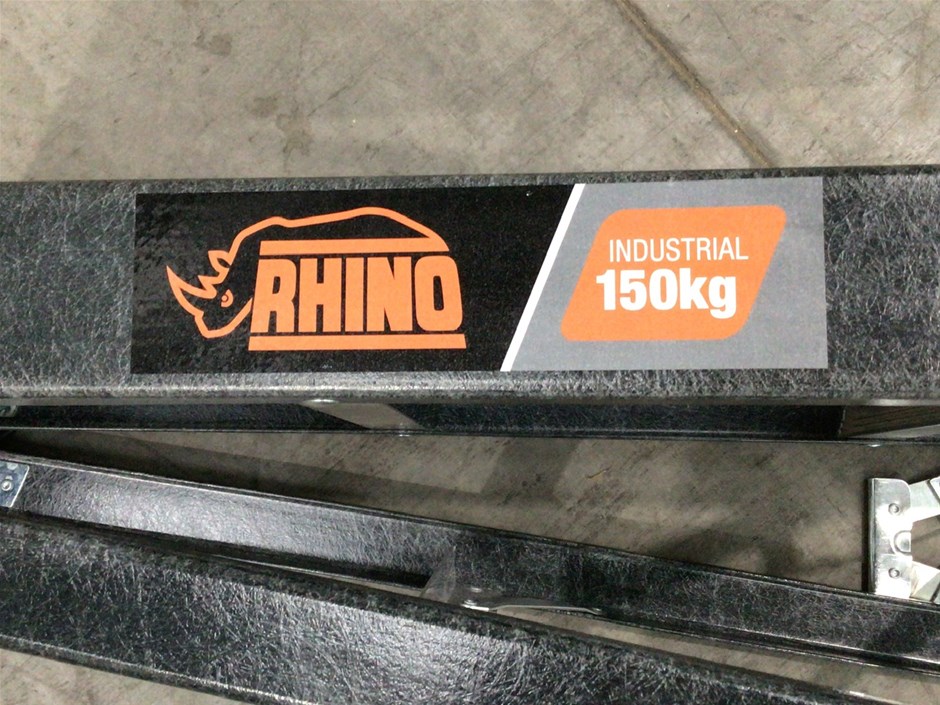 RHINO
INDUSTRIAL
150kg